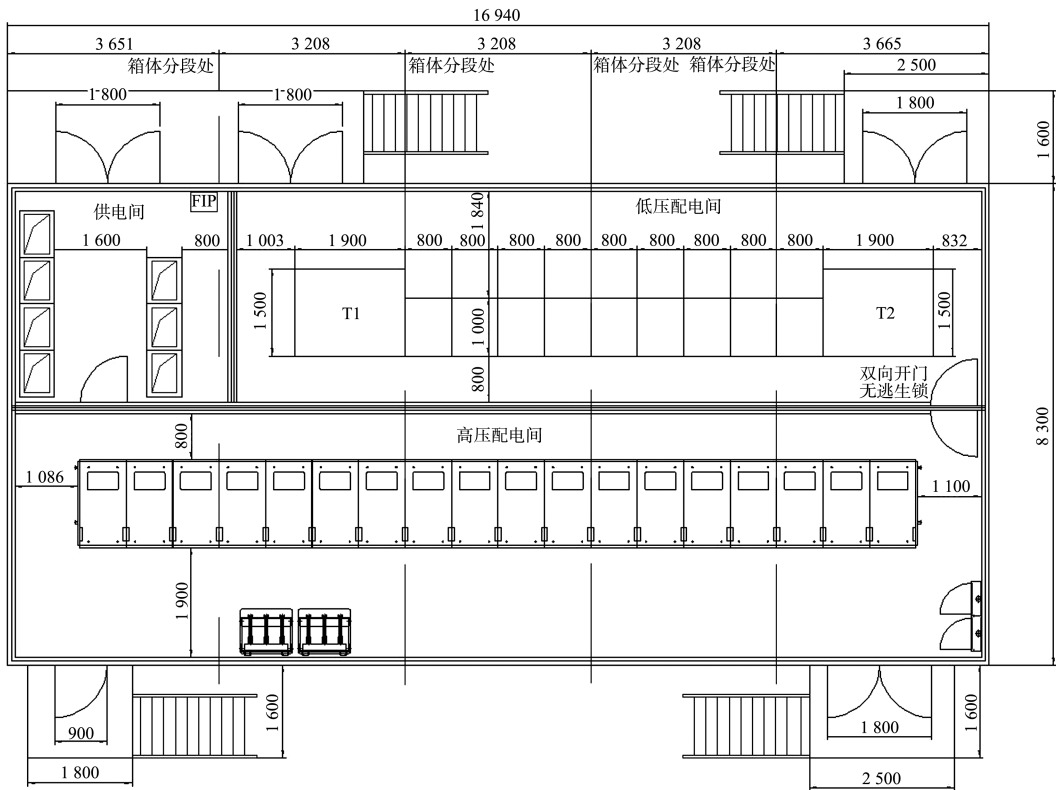 16 940
3 651 3 208 3 208 3 208 3 665
箱体分段处 箱体分段处 箱体分段处 箱体分段处
2 500
1 800 1 800 1 800
1 600
FIP
供电间 低压配电间
1 840
1 600 800 1 003 1 900 800 800 800 800 800 800 800 800 800 1 900 832
1 500 T1 1 000 T2 1 500
800 双向开门
无逃生锁
8 300
800 高压配电间
1 086 1 100
1 900
1 600 1 600
900 1 800
1 800 2 500